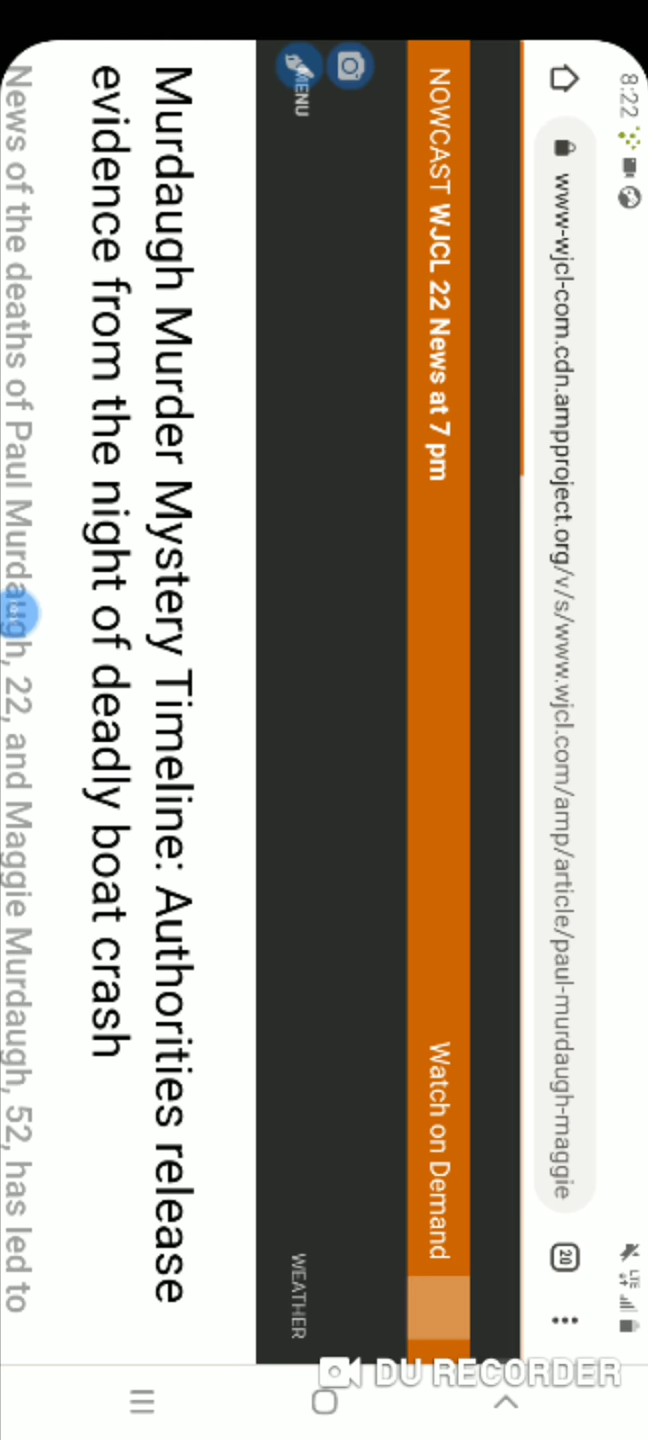 8:22
LTE
www-wjcl-com.cdn.ampproject.org/v/s/www.wjcl.com/amp/article/paul-murdaugh-maggie
20
NOWCAST WJCL 22 News at 7 pm
Watch on Demand
MENU
WEATHER
Murdaugh Murder Mystery Timeline: Authorities release
evidence from the night of deadly boat crash
News of the deaths of Paul Murdaugh, 22, and Maggie Murdaugh, 52, has led to
DU RECORDER